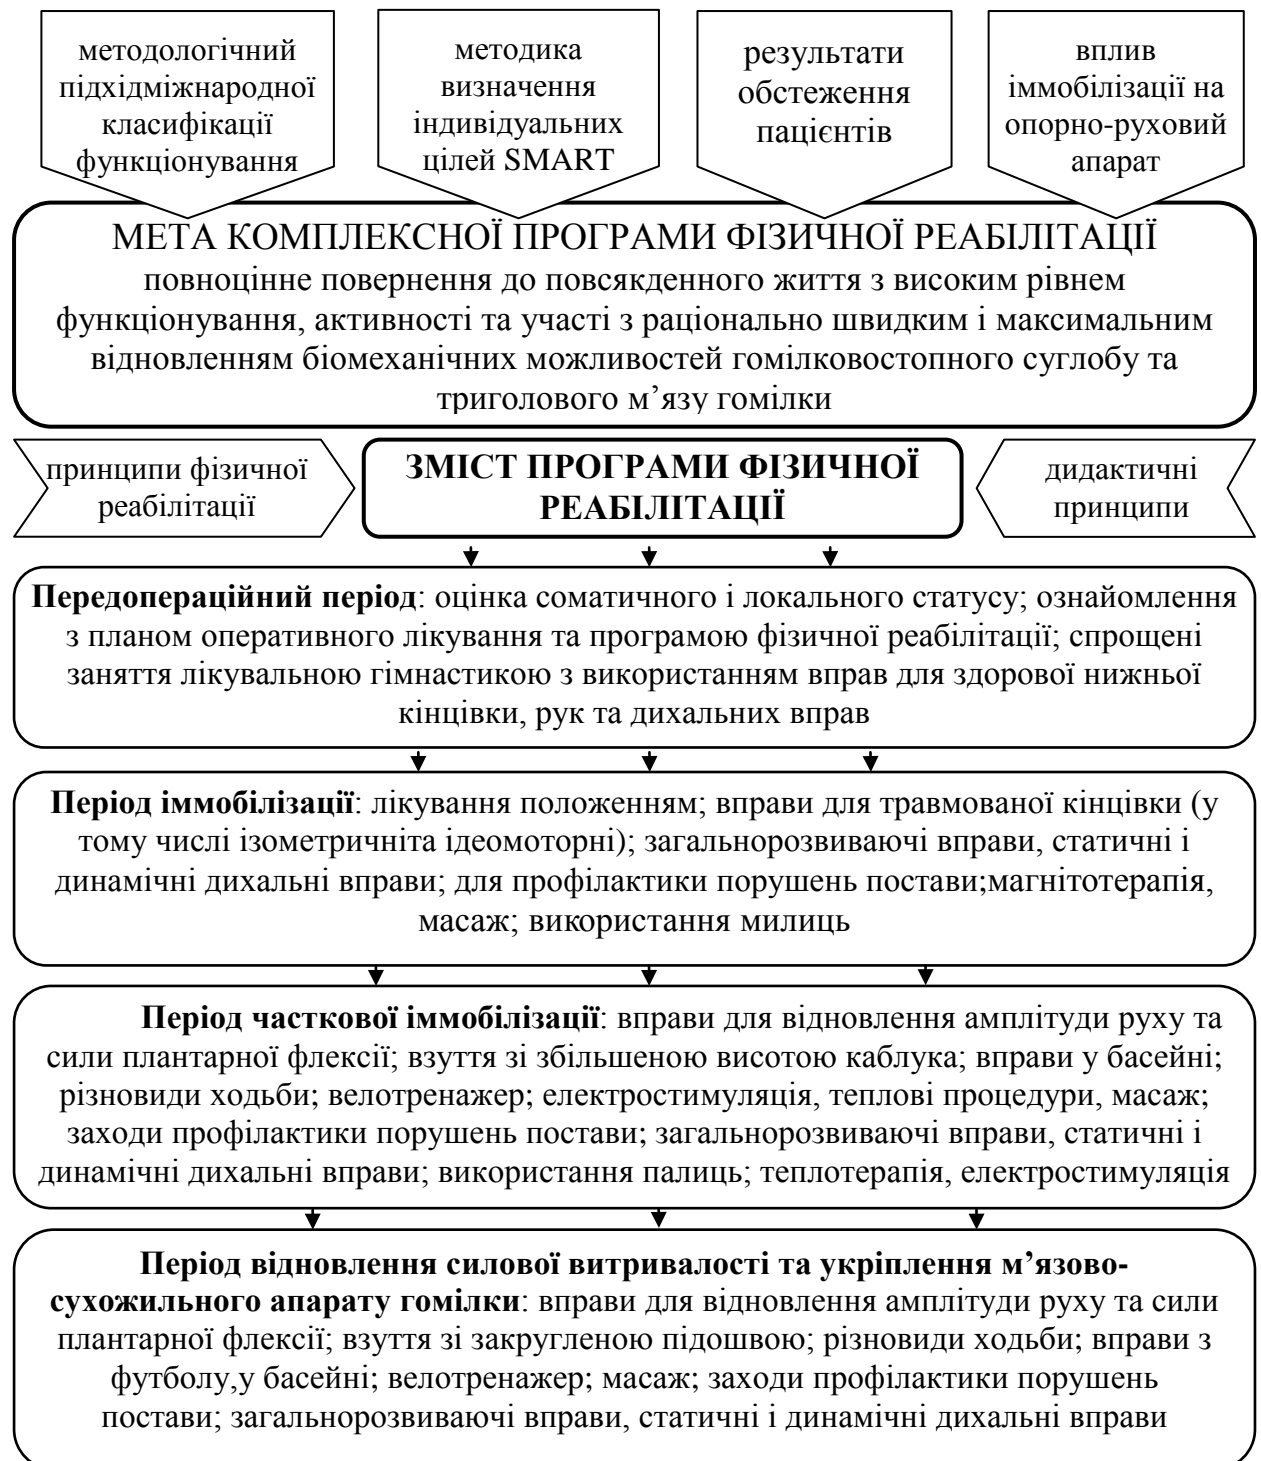 методологічний
підхідміжнародної
класифікації
функціонування
методика
визначення
індивідуальних
цілей SMART
результати
обстеження
пацієнтів
вплив
іммобілізації на
опорно-руховий
апарат
МЕТА КОМПЛЕКСНОЇ ПРОГРАМИ ФІЗИЧНОЇ РЕАБІЛІТАЦІЇ
повноцінне повернення до повсякденного життя з високим рівнем
функціонування, активності та участі з раціонально швидким і максимальним
відновленням біомеханічних можливостей гомілковостопного суглобу та
триголового м’язу гомілки
принципи фізичної
реабілітації
ЗМІСТ ПРОГРАМИ ФІЗИЧНОЇ
РЕАБІЛІТАЦІЇ
дидактичні
принципи
Передопераційний період: оцінка соматичного і локального статусу; ознайомлення
з планом оперативного лікування та програмою фізичної реабілітації; спрощені
заняття лікувальною гімнастикою з використанням вправ для здорової нижньої
кінцівки, рук та дихальних вправ
Період іммобілізації: лікування положенням; вправи для травмованої кінцівки (у
тому числі ізометричніта ідеомоторні); загальнорозвиваючі вправи, статичні і
динамічні дихальні вправи; для профілактики порушень постави;магнітотерапія,
масаж; використання милиць
Період часткової іммобілізації: вправи для відновлення амплітуди руху та
сили плантарної флексії; взуття зі збільшеною висотою каблука; вправи у басейні;
різновиди ходьби; велотренажер; електростимуляція, теплові процедури, масаж;
заходи профілактики порушень постави; загальнорозвиваючі вправи, статичні і
динамічні дихальні вправи; використання палиць; теплотерапія, електростимуляція
Період відновлення силової витривалості та укріплення м’язово-
сухожильного апарату гомілки: вправи для відновлення амплітуди руху та сили
плантарної флексії; взуття зі закругленою підошвою; різновиди ходьби; вправи з
футболу,у басейні; велотренажер; масаж; заходи профілактики порушень
постави; загальнорозвиваючі вправи, статичні і динамічні дихальні вправи